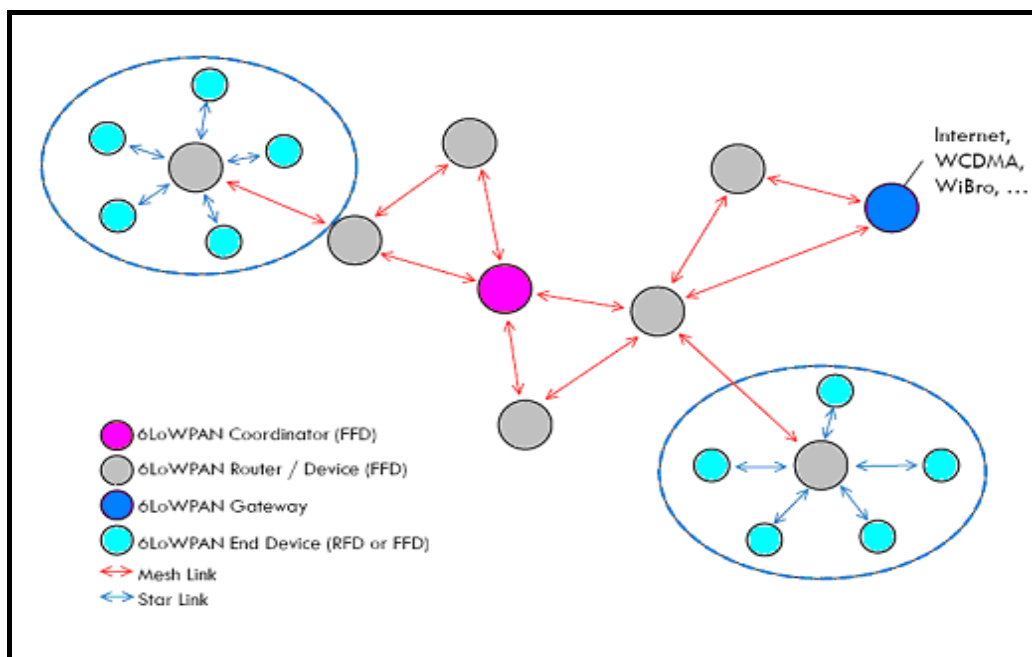 Internet,
WCDMA,
WiBro, ...
6LoWPAN Coordinator (FFD)
6LoWPAN Router / Device (FFD)
6LoWPAN Gateway
6LoWPAN End Device (RFD or FFD)
Mesh Link
Star Link